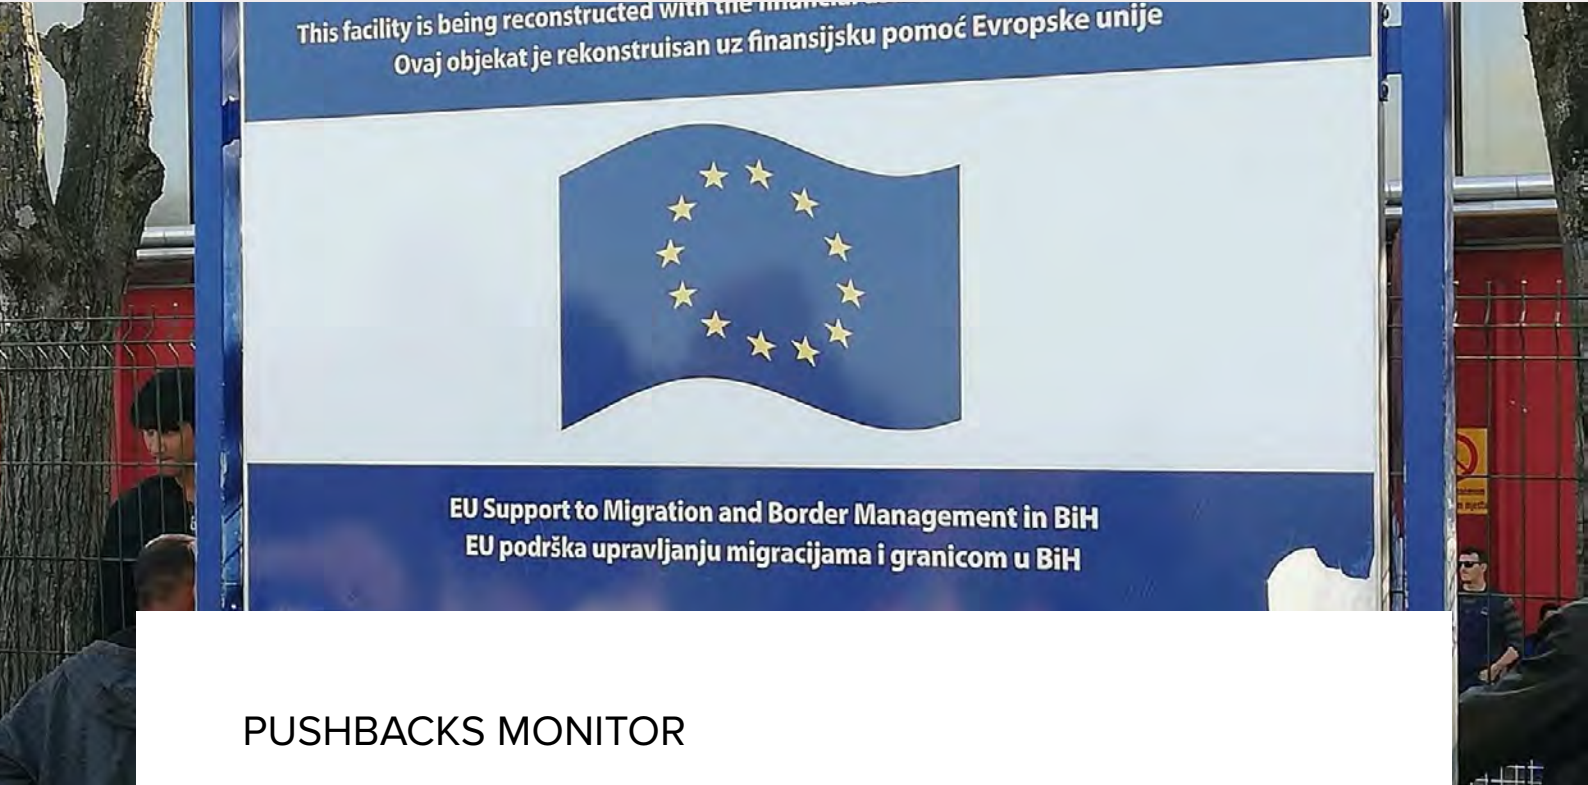 This facility is being reconstructed with the
Ovaj objekat je rekonstruisan uz finansijsku pomoć Evropske unije
EU Support to Migration and Border Management in BiH
EU podrška upravljanju migracijama i granicom u BiH
PUSHBACKS MONITOR